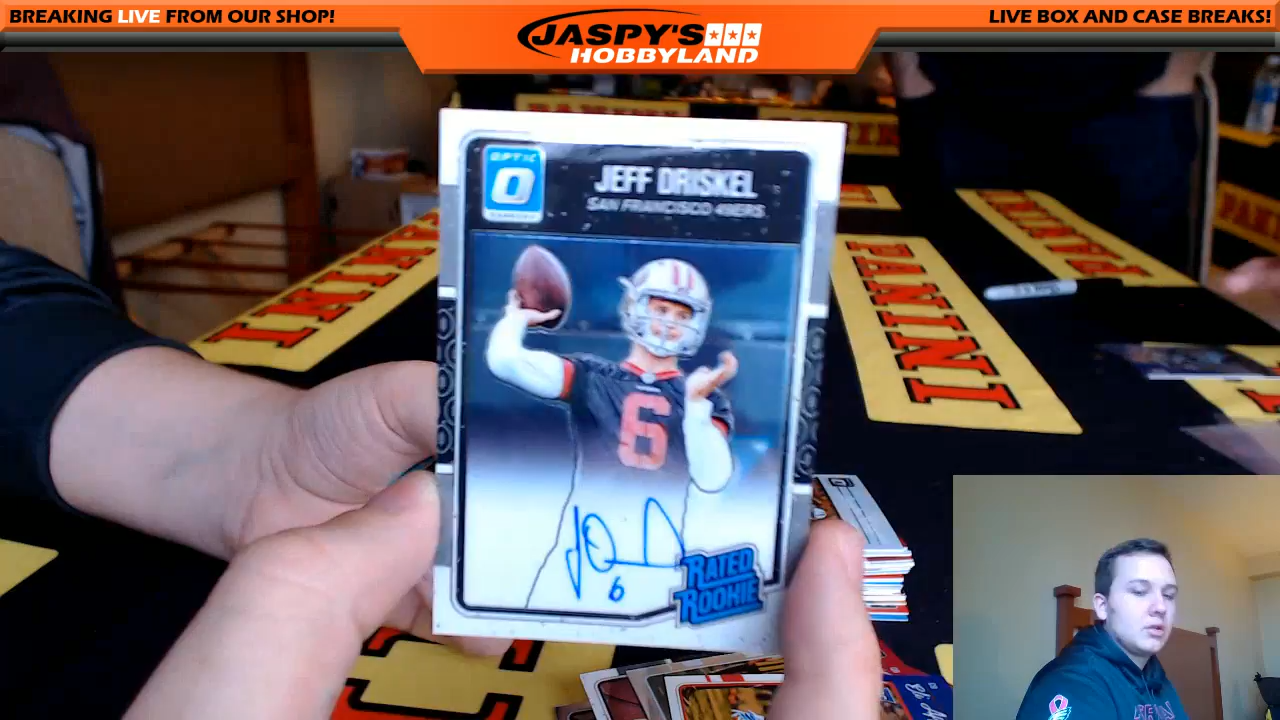 BREAKING LIVE FROM OUR SHOP!
JASPY'S
HOBBYLAND
LIVE BOX AND CASE BREAKS!
OPTIC
JEFF DRISKEL
SAN FRANCISCO 49ERS
6
6
RATED
ROOKIE
PANINI
PANINI
PANINI